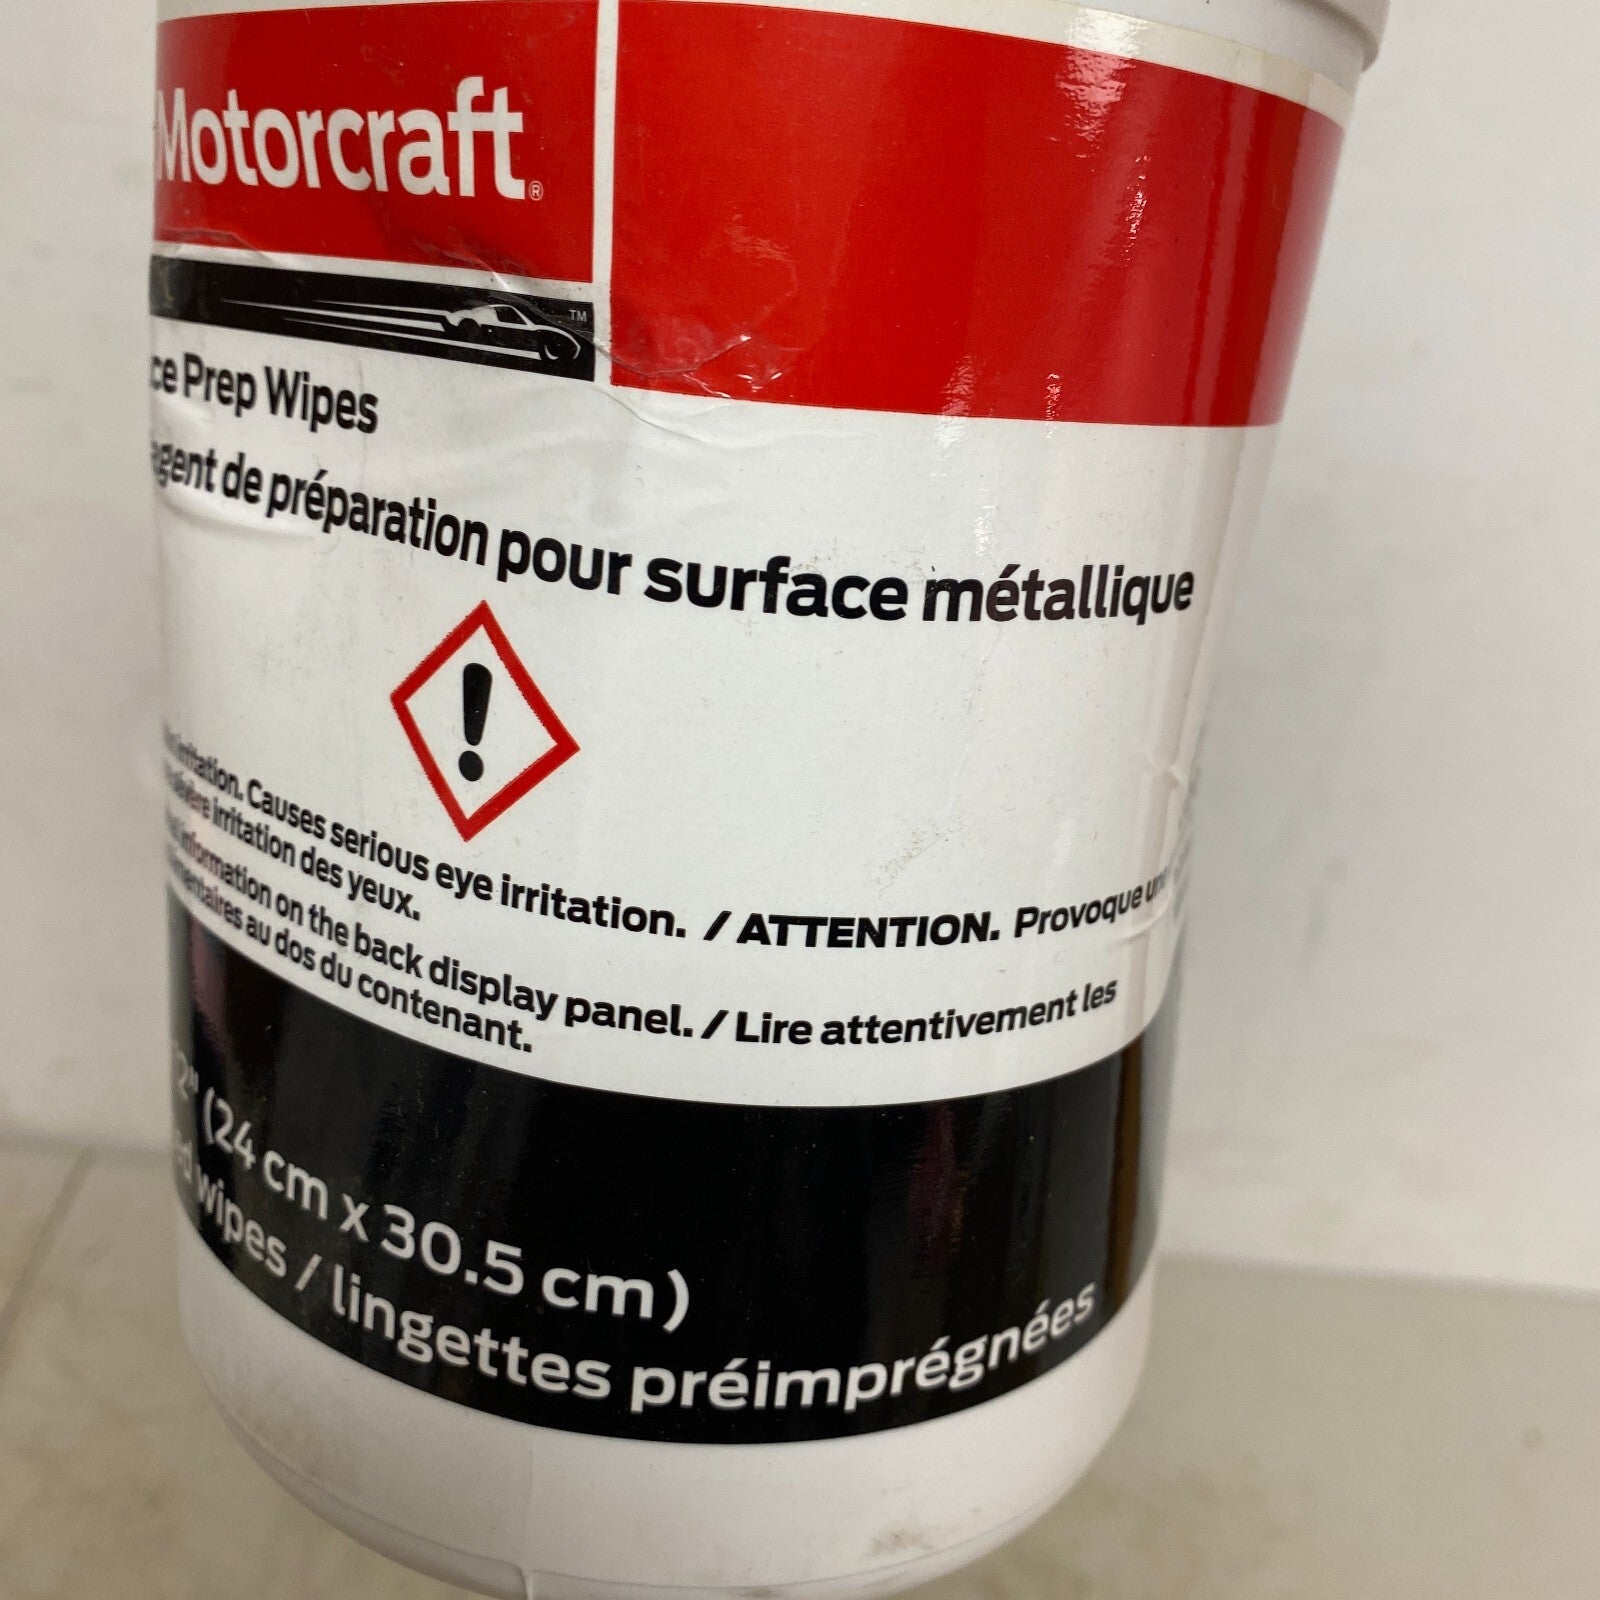 Motorcraft®
TM
Prep Wipes
agent de préparation pour surface métallique
irritation. Causes serious eye irritation. / ATTENTION. Provoque
sévère irritation des yeux.
information on the back display panel. / Lire attentivement les
au dos du contenant.
(24 cm x 30.5 cm)
wipes / lingettes préimprégnées